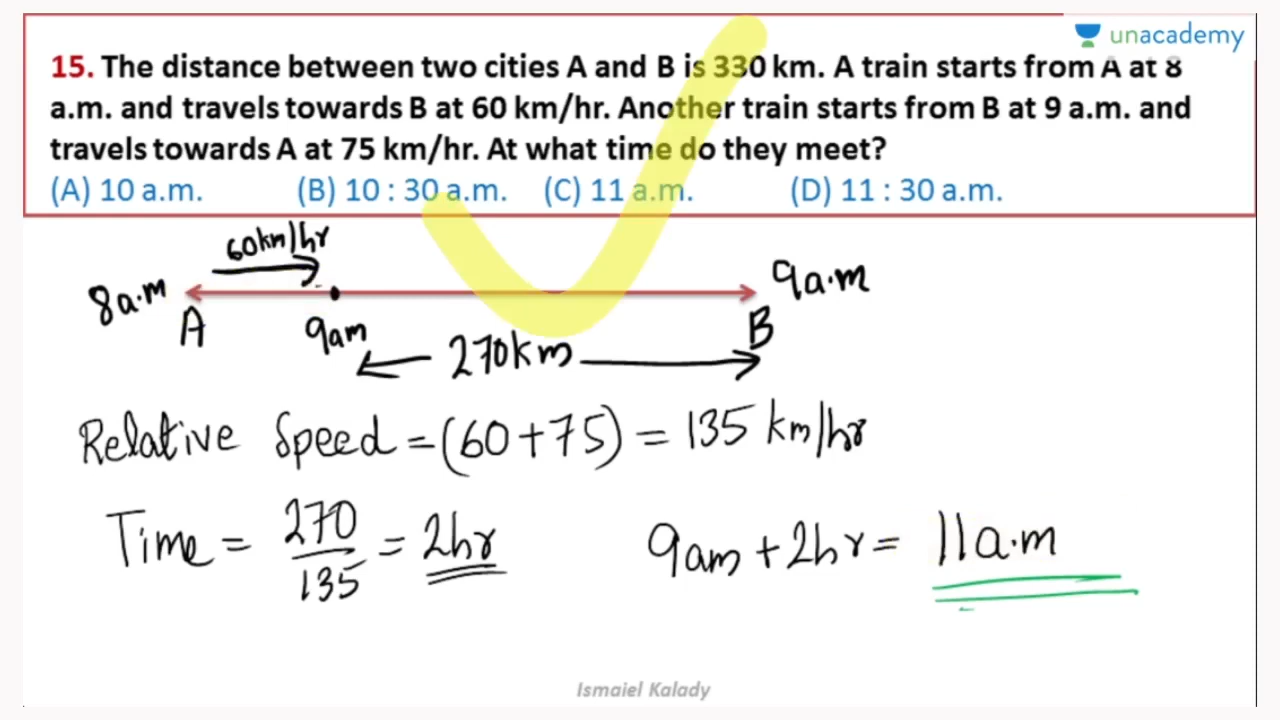 unacademy
15. The distance between two cities A and B is 330 km. A train starts from A at 8
a.m. and travels towards B at 60 km/hr. Another train starts from B at 9 a.m. and
travels towards A at 75 km/hr. At what time do they meet?
(A) 10 a.m. (B) 10 : 30 a.m. (C) 11 a.m. (D) 11 : 30 a.m.
60km/hr
8a.m 9a.m
A 9am B
270km
Relative Speed = (60+75) = 135 km/hr
Time = 270/135 = 2hr 9am + 2hr = 11a.m
Ismaiel Kalady